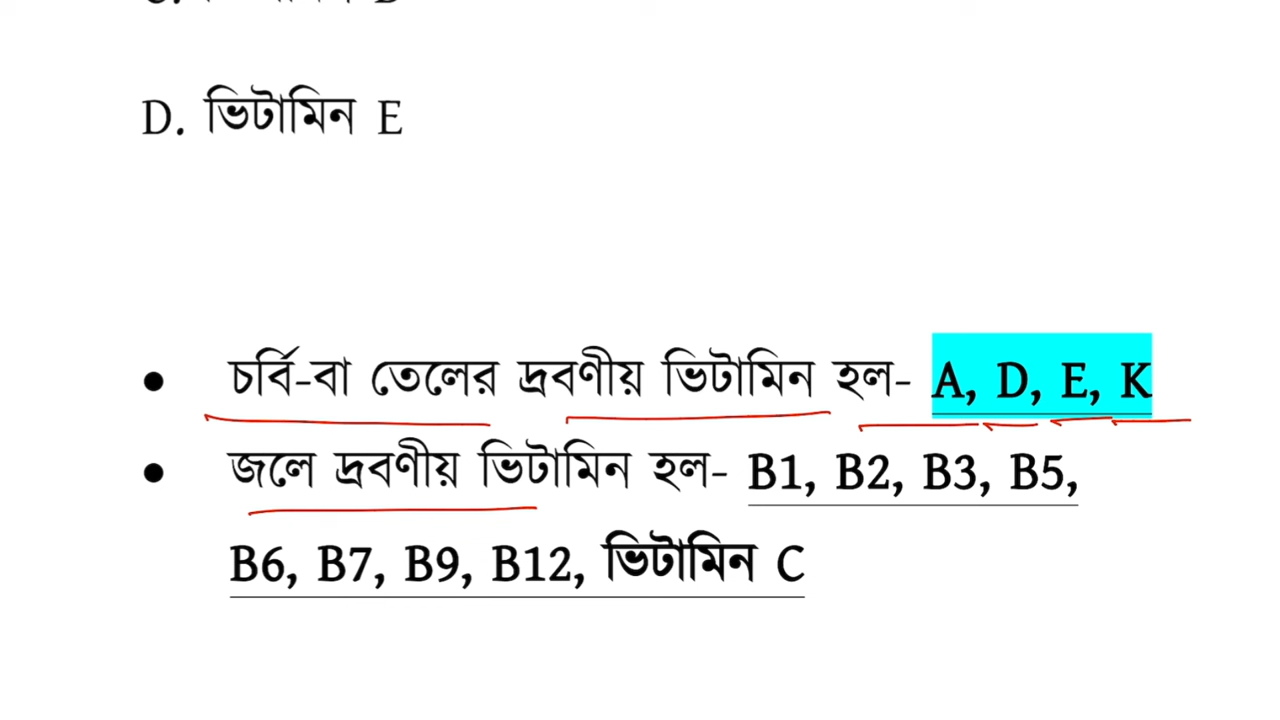 D. ভিটামিন E
● চর্বি-বা তেলের দ্রবণীয় ভিটামিন হল- A, D, E, K
● জলে দ্রবণীয় ভিটামিন হল- B1, B2, B3, B5,
B6, B7, B9, B12, ভিটামিন C